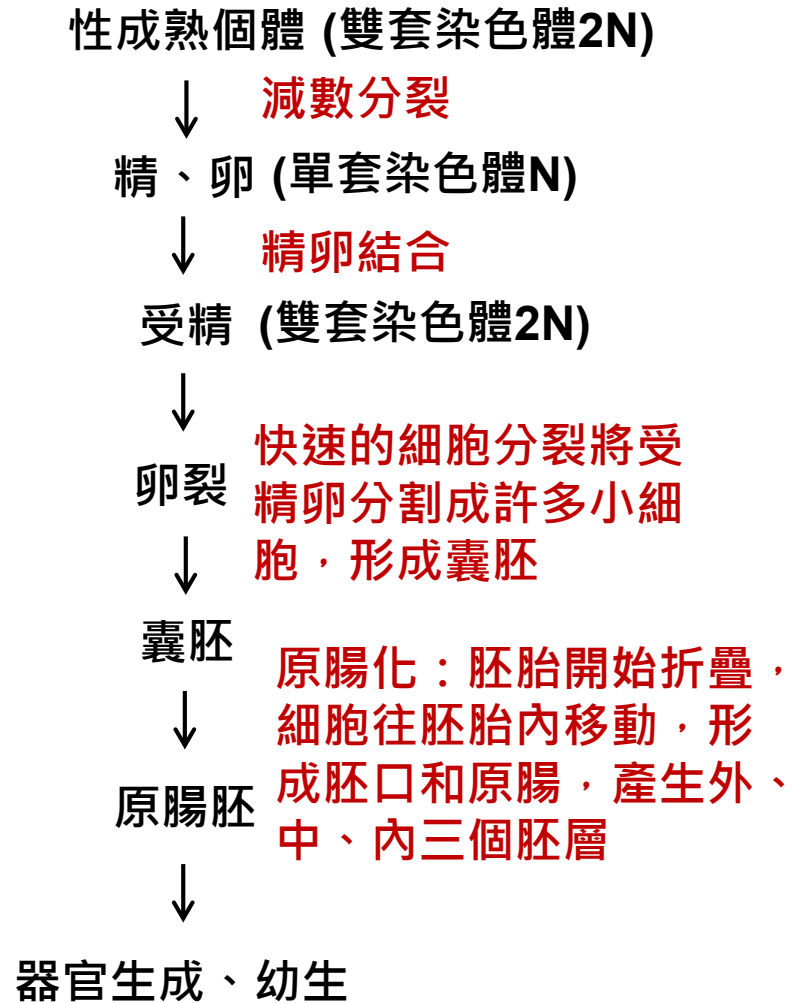 性成熟個體 (雙套染色體2N)
減數分裂
精、卵 (單套染色體N)
精卵結合
受精 (雙套染色體2N)
卵裂
快速的細胞分裂將受
精卵分割成許多小細
胞，形成囊胚
囊胚
原腸化：胚胎開始折疊，
細胞往胚胎內移動，形
成胚口和原腸，產生外、
中、內三個胚層
原腸胚
器官生成、幼生